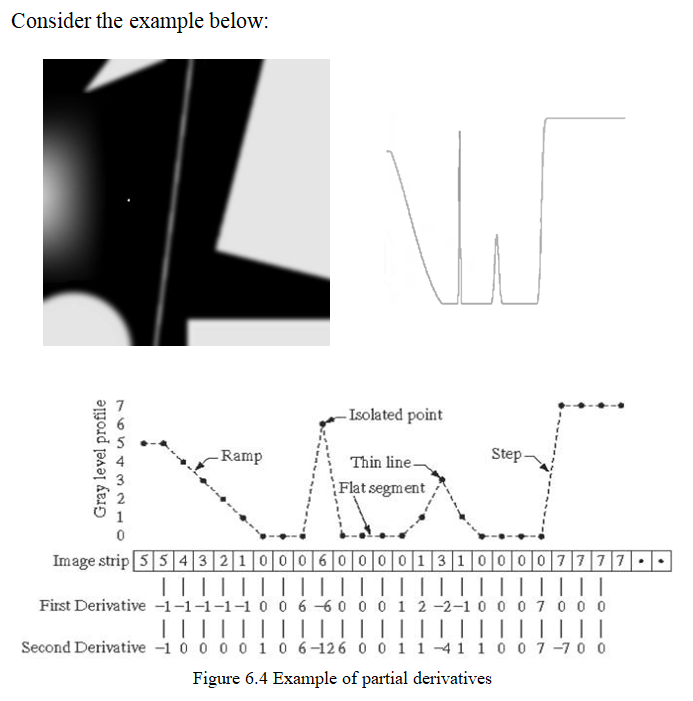 Consider the example below:
Gray level profile
7
6
5
4
3
2
1
0
Isolated point
Ramp
Thin line
Step
Flat segment
Image strip 5 5 4 3 2 1 0 0 0 6 0 0 0 0 1 3 1 0 0 0 0 7 7 7 7 • •
First Derivative −1 −1 −1 −1 −1 0 0 6 −6 0 0 0 1 2 −2 −1 0 0 0 7 0 0 0
Second Derivative −1 0 0 0 0 1 0 6 −12 6 0 0 1 1 −4 1 1 0 0 7 −7 0 0
Figure 6.4 Example of partial derivatives